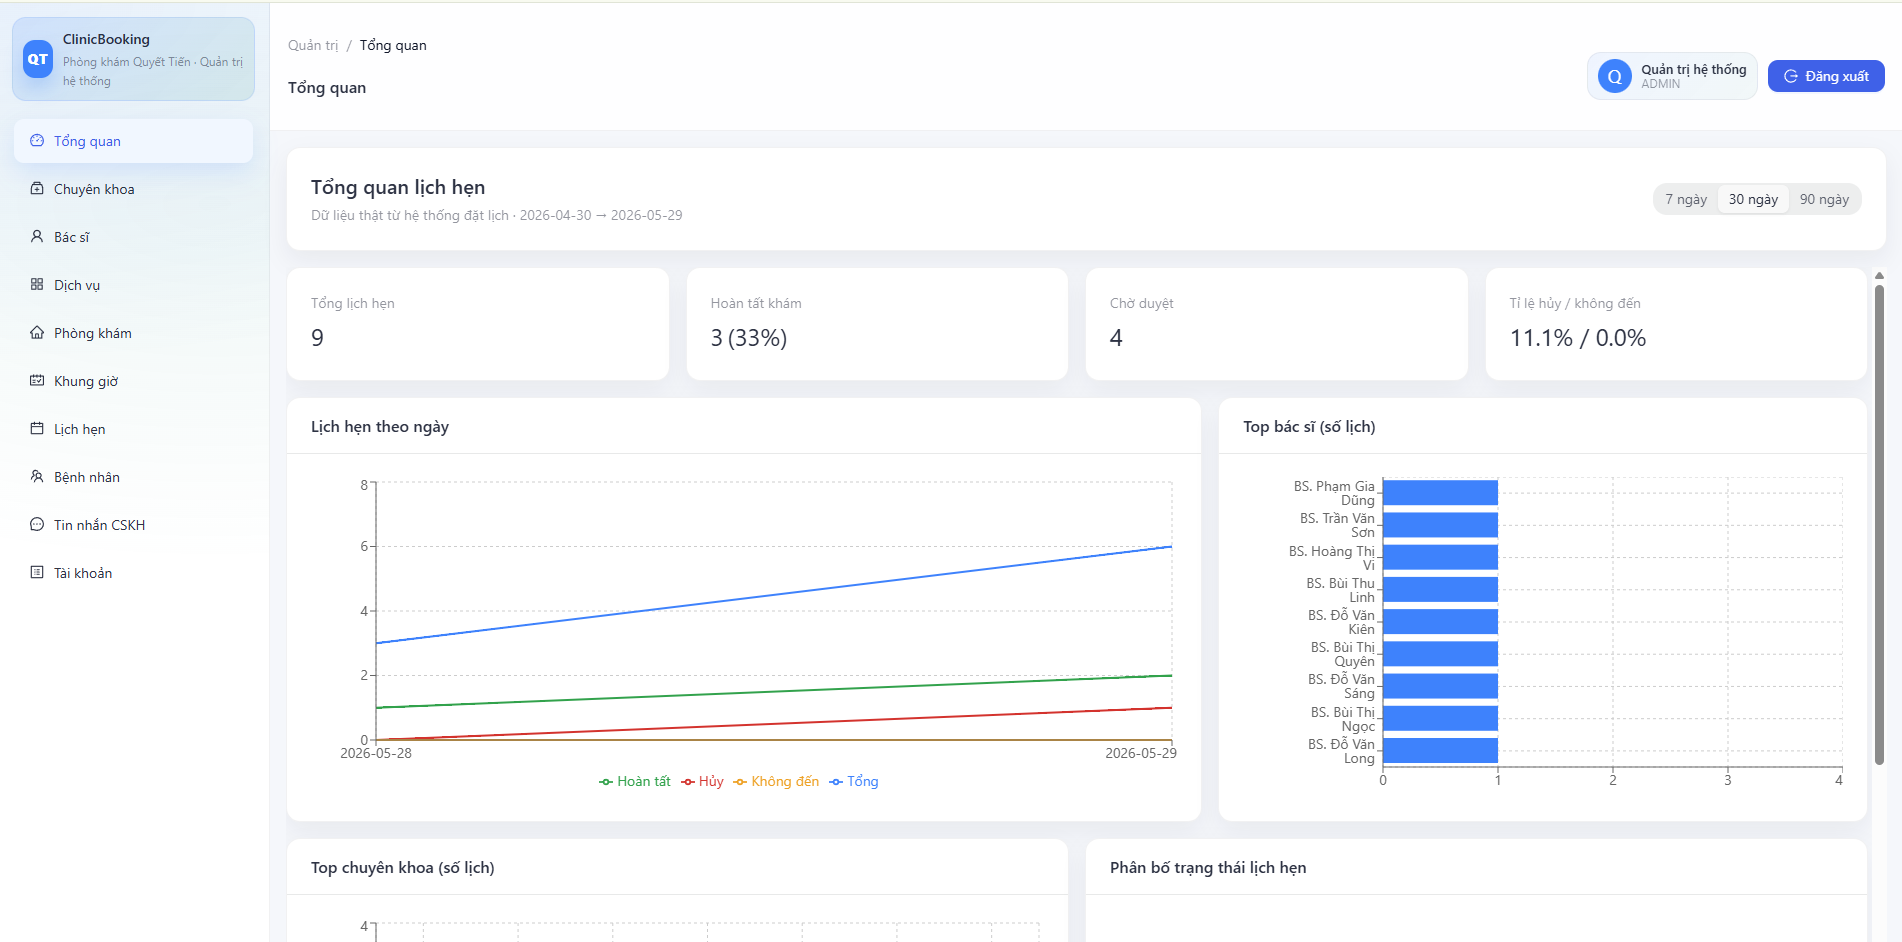 QT
ClinicBooking
Phòng khám Quyết Tiến · Quản trị
hệ thống
Tổng quan
Chuyên khoa
Bác sĩ
Dịch vụ
Phòng khám
Khung giờ
Lịch hẹn
Bệnh nhân
Tin nhắn CSKH
Tài khoản
Quản trị / Tổng quan
Tổng quan
Q
Quản trị hệ thống
ADMIN
Đăng xuất
Tổng quan lịch hẹn
Dữ liệu thật từ hệ thống đặt lịch · 2026-04-30 → 2026-05-29
7 ngày
30 ngày
90 ngày
Tổng lịch hẹn
9
Hoàn tất khám
3 (33%)
Chờ duyệt
4
Tỉ lệ hủy / không đến
11.1% / 0.0%
Lịch hẹn theo ngày
8
6
4
2
0
2026-05-28
2026-05-29
Hoàn tất
Hủy
Không đến
Tổng
Top bác sĩ (số lịch)
BS. Phạm Gia
Dũng
BS. Trần Văn
Sơn
BS. Hoàng Thị
Vi
BS. Bùi Thu
Linh
BS. Đỗ Văn
Kiên
BS. Bùi Thị
Quyên
BS. Đỗ Văn
Sáng
BS. Bùi Thị
Ngọc
BS. Đỗ Văn
Long
0
1
2
3
4
Top chuyên khoa (số lịch)
4
Phân bố trạng thái lịch hẹn